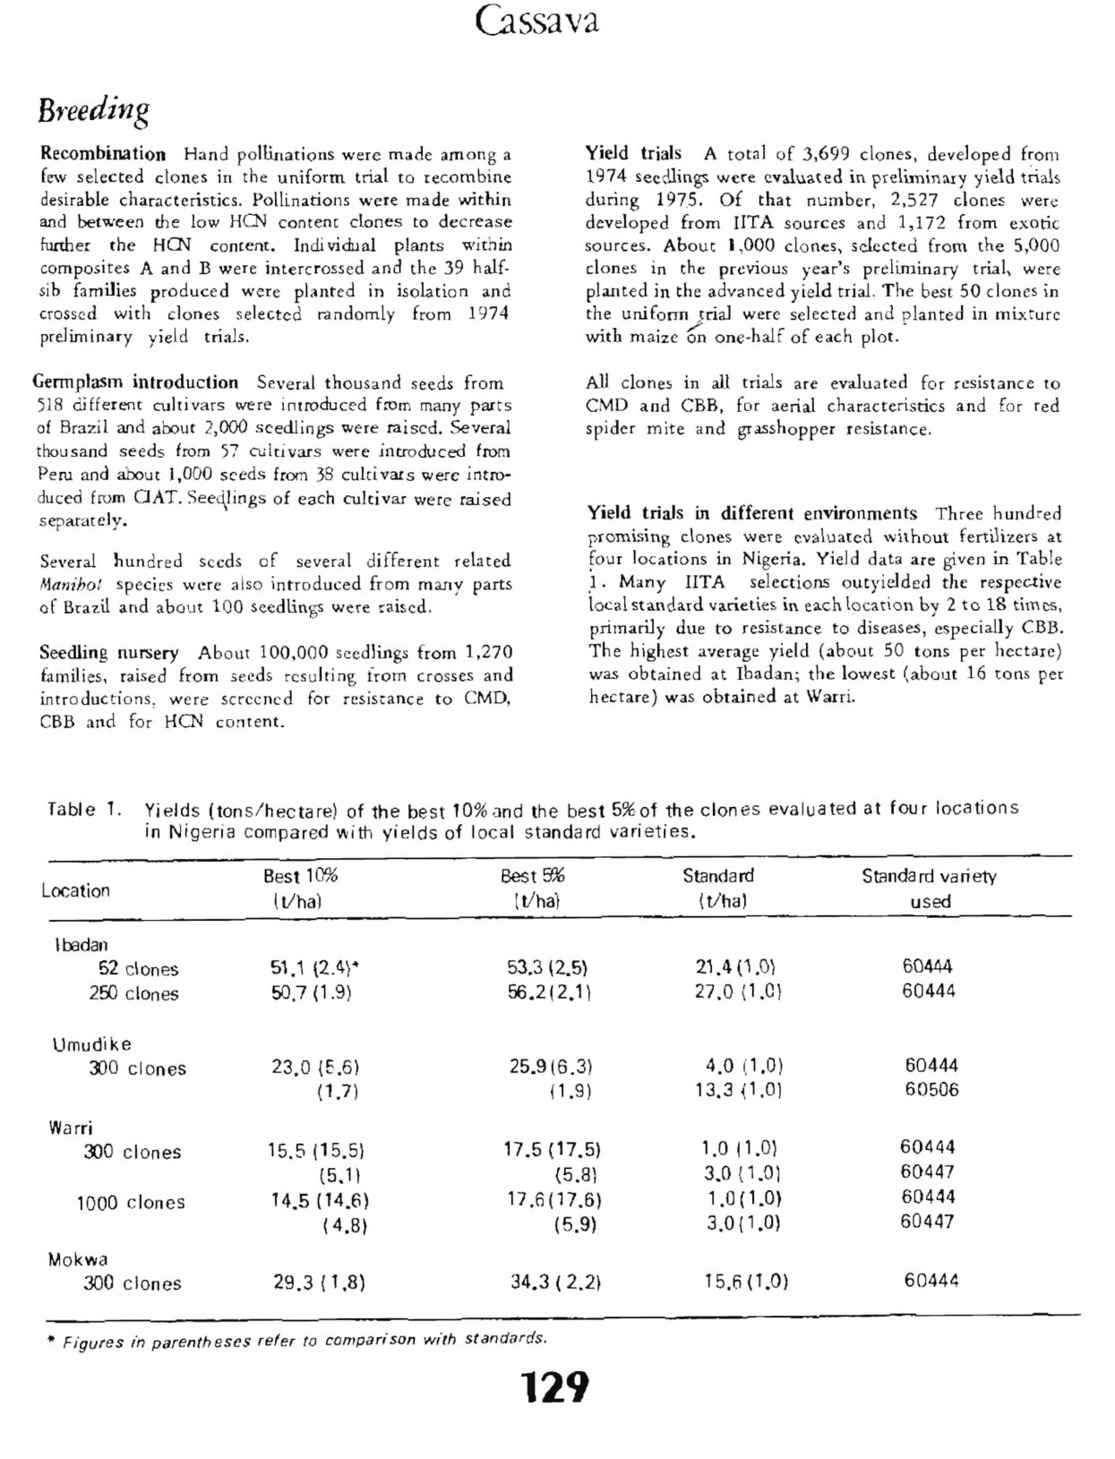 Cassava
Breeding
Recombination Hand pollinations were made among a
few selected clones in the uniform trial to recombine
desirable characteristics. Pollinations were made within
and between the low HCN content clones to decrease
further the HCN content. Individual plants within
composites A and B were intercrossed and the 39 half-
sib families produced were planted in isolation and
crossed with clones selected randomly from 1974
preliminary yield trials.
Germplasm introduction Several thousand seeds from
518 different cultivars were introduced from many parts
of Brazil and about 2,000 seedlings were raised. Several
thousand seeds from 57 cultivars were introduced from
Peru and about 1,000 seeds from 38 cultivars were intro-
duced from CIAT. Seedlings of each cultivar were raised
separately.
Several hundred seeds of several different related
Manihot species were also introduced from many parts
of Brazil and about 100 seedlings were raised.
Seedling nursery About 100,000 seedlings from 1,270
families, raised from seeds resulting from crosses and
introductions, were screened for resistance to CMD,
CBB and for HCN content.
Yield trials A total of 3,699 clones, developed from
1974 seedlings were evaluated in preliminary yield trials
during 1975. Of that number, 2,527 clones were
developed from IITA sources and 1,172 from exotic
sources. About 1,000 clones, selected from the 5,000
clones in the previous year's preliminary trial, were
planted in the advanced yield trial. The best 50 clones in
the uniform trial were selected and planted in mixture
with maize on one-half of each plot.
All clones in all trials are evaluated for resistance to
CMD and CBB, for aerial characteristics and for red
spider mite and grasshopper resistance.
Yield trials in different environments Three hundred
promising clones were evaluated without fertilizers at
four locations in Nigeria. Yield data are given in Table
1. Many IITA selections outyielded the respective
local standard varieties in each location by 2 to 18 times,
primarily due to resistance to diseases, especially CBB.
The highest average yield (about 50 tons per hectare)
was obtained at Ibadan; the lowest (about 16 tons per
hectare) was obtained at Warri.
Table 1. Yields (tons/hectare) of the best 10% and the best 5% of the clones evaluated at four locations
in Nigeria compared with yields of local standard varieties.
Location Best 10% (t/ha) Best 5% (t/ha) Standard (t/ha) Standard variety used
Ibadan
52 clones 51.1 (2.4)* 53.3 (2.5) 21.4 (1.0) 60444
250 clones 50.7 (1.9) 56.2 (2.1) 27.0 (1.0) 60444
Umudike
300 clones 23.0 (5.6) 25.9 (6.3) 4.0 (1.0) 60444
(1.7) (1.9) 13.3 (1.0) 60506
Warri
300 clones 15.5 (15.5) 17.5 (17.5) 1.0 (1.0) 60444
(5.1) (5.8) 3.0 (1.0) 60447
1000 clones 14.5 (14.6) 17.6 (17.6) 1.0 (1.0) 60444
(4.8) (5.9) 3.0 (1.0) 60447
Mokwa
300 clones 29.3 (1.8) 34.3 (2.2) 15.6 (1.0) 60444
* Figures in parentheses refer to comparison with standards.
129